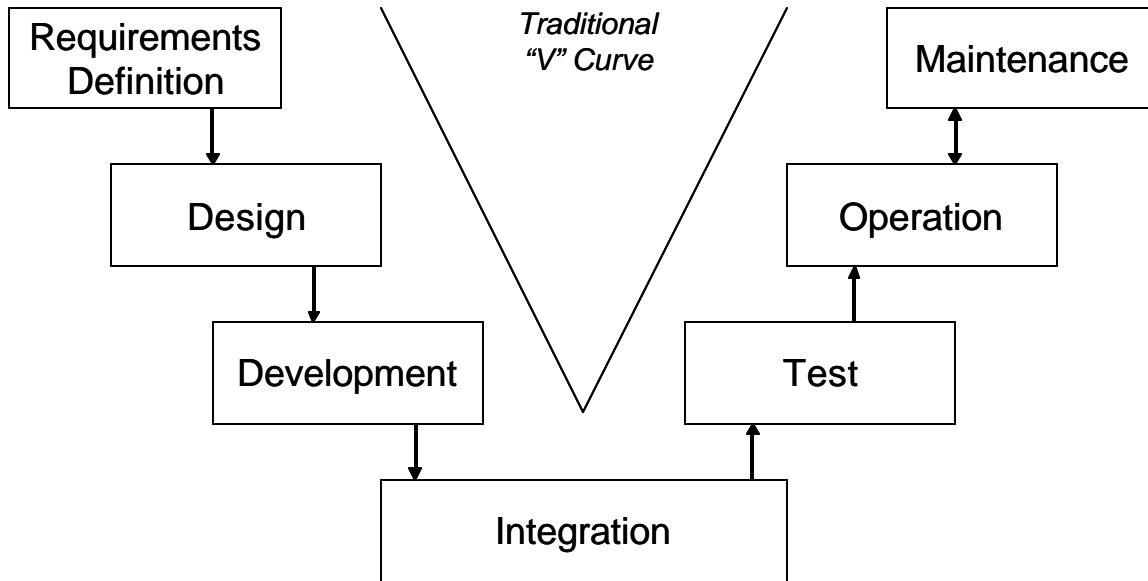 Requirements
Definition
Traditional
“V” Curve
Maintenance
Design
Operation
Development
Test
Integration